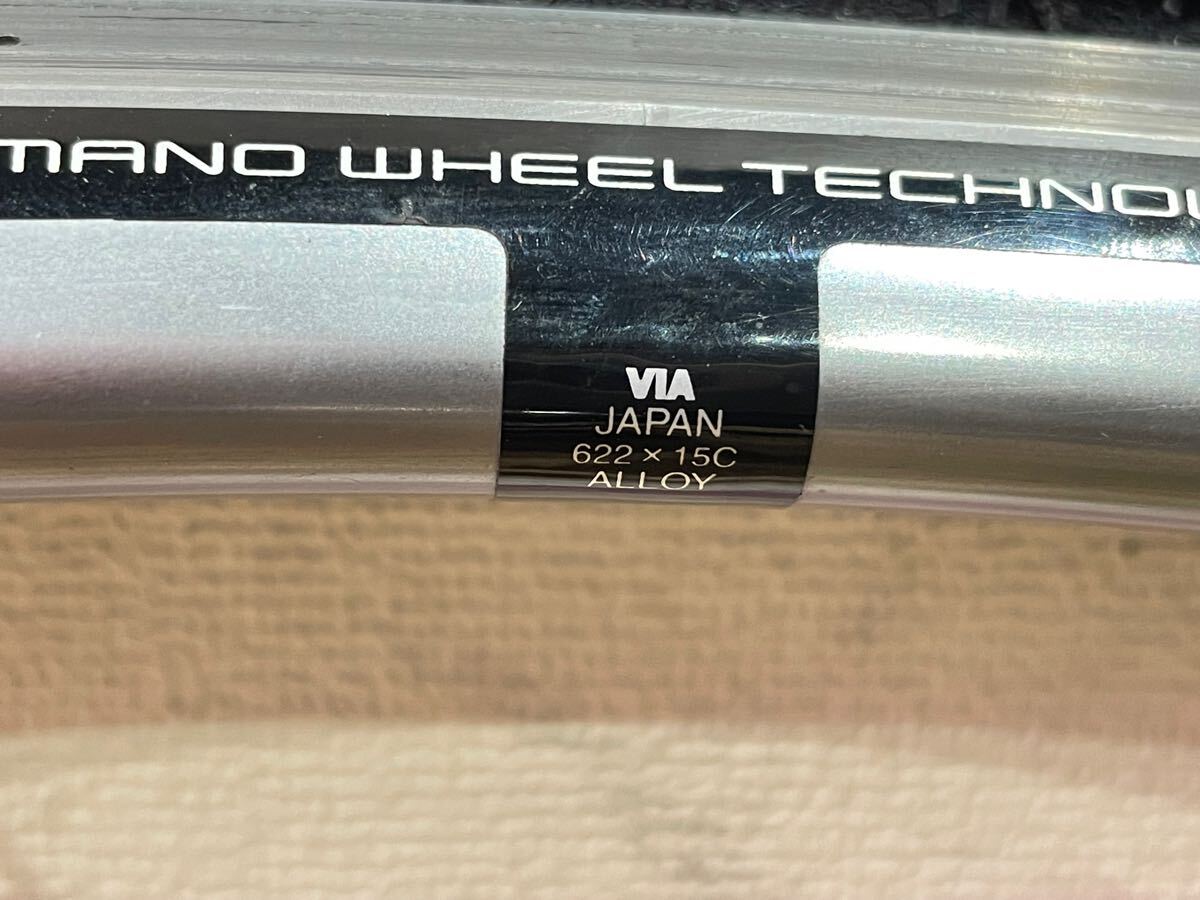 MANO WHEEL TECHNOL
VIA
JAPAN
622 × 15C
ALLOY